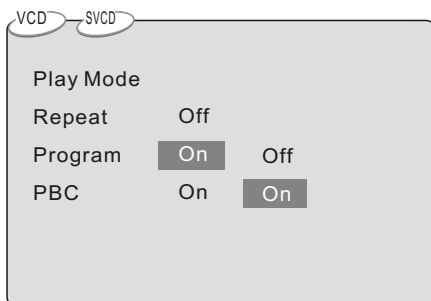 VCD SVCD
Play Mode
Repeat Off
Program On Off
PBC On On